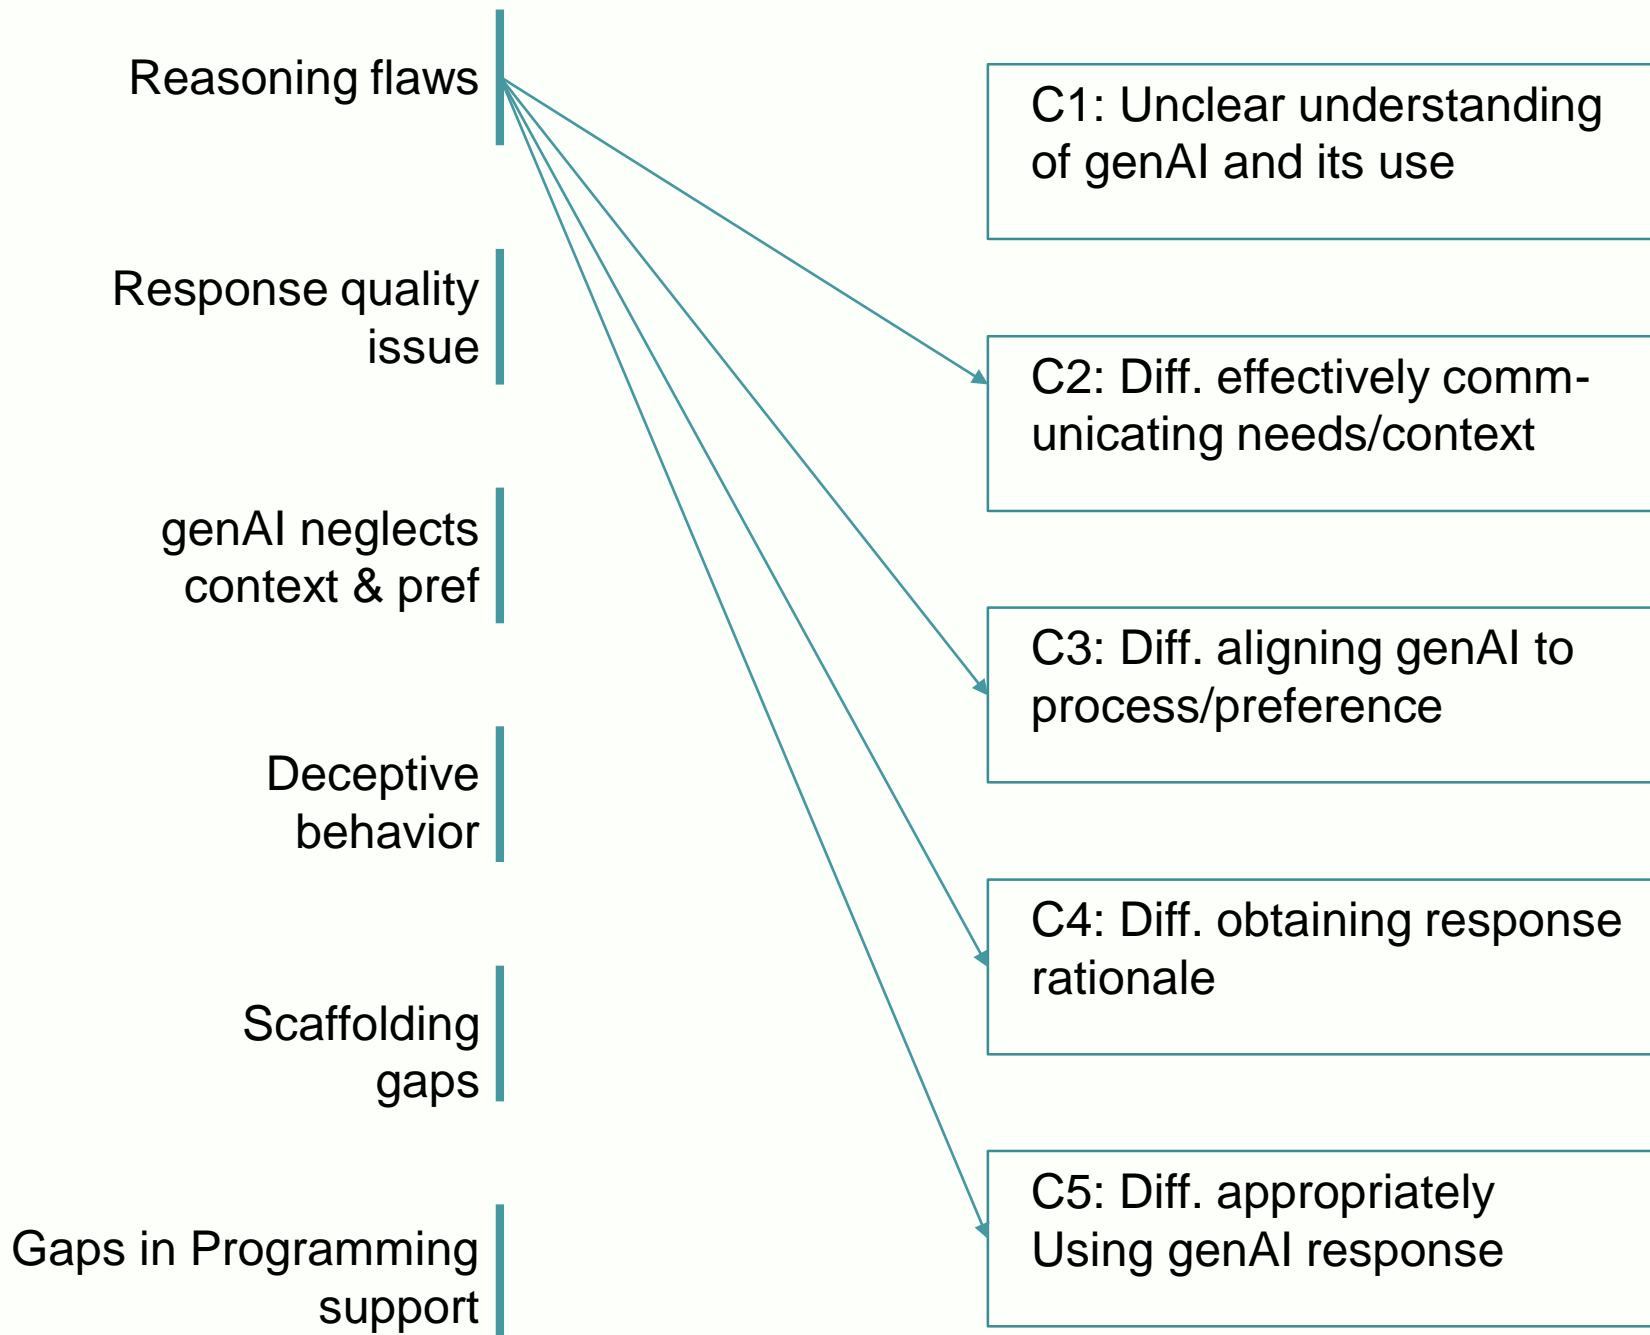 Reasoning flaws
Response quality
issue
genAI neglects
context & pref
Deceptive
behavior
Scaffolding
gaps
Gaps in Programming
support
C1: Unclear understanding
of genAI and its use
C2: Diff. effectively comm-
unicating needs/context
C3: Diff. aligning genAI to
process/preference
C4: Diff. obtaining response
rationale
C5: Diff. appropriately
Using genAI response